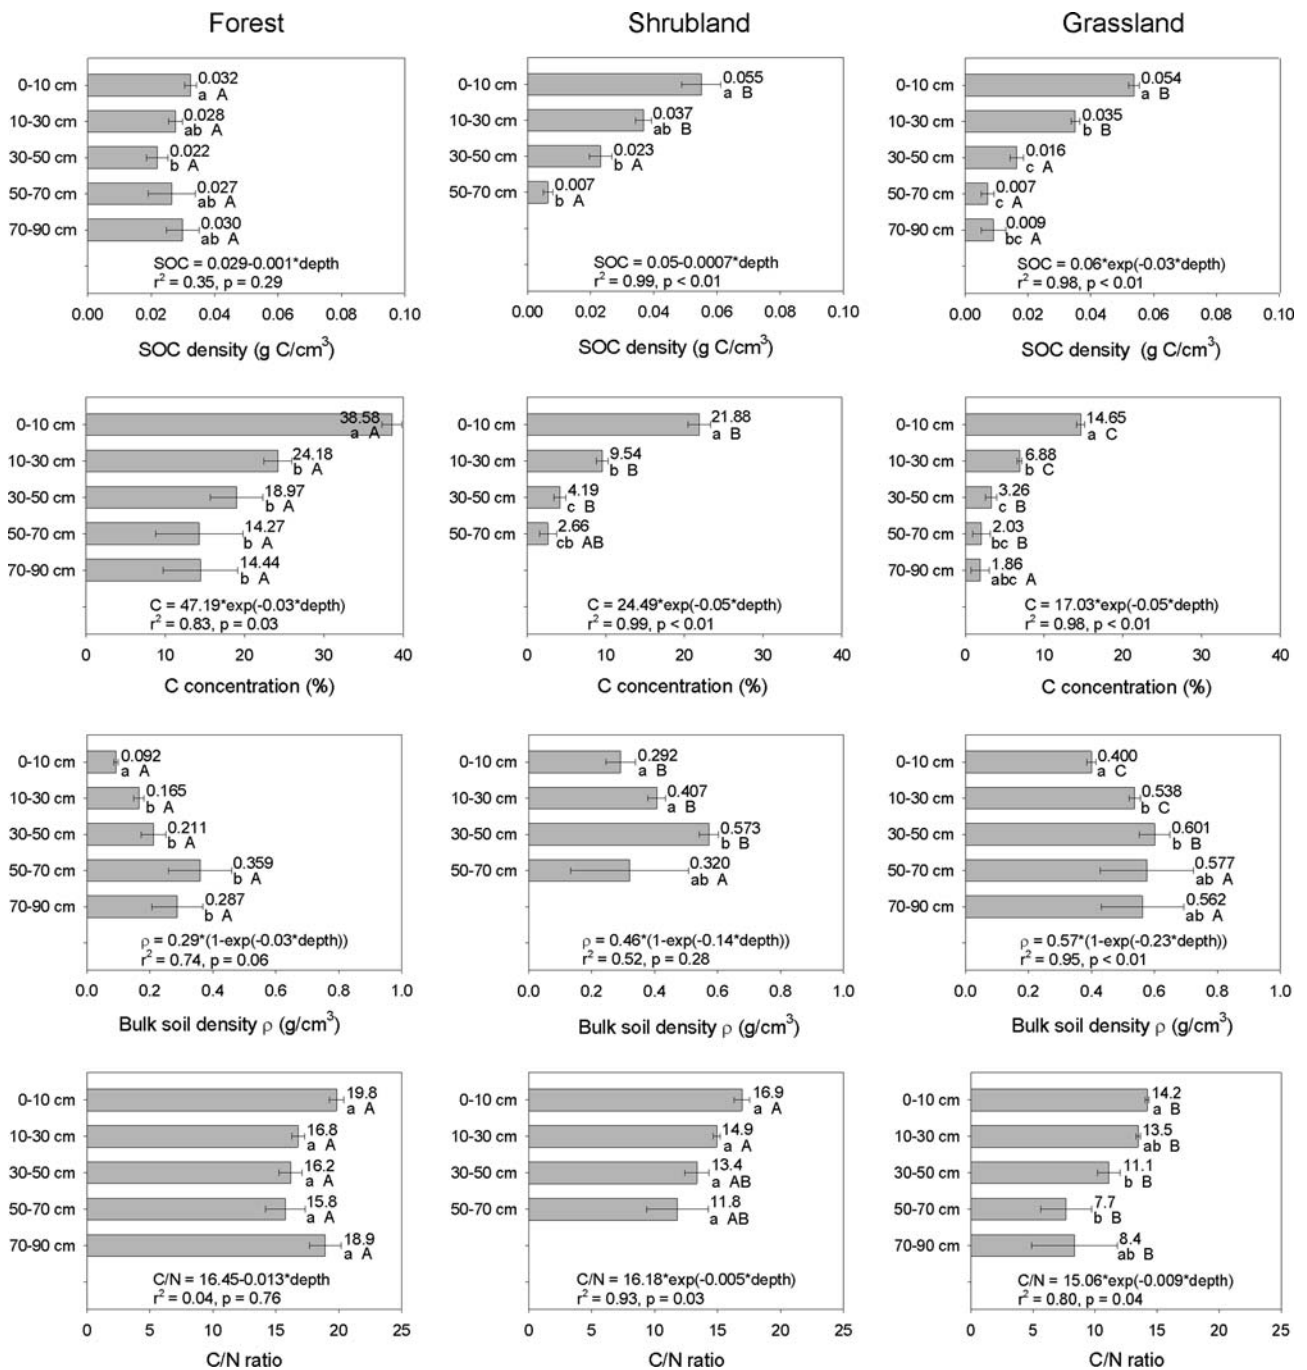 Forest
Shrubland
Grassland
0-10 cm
0.032
a A
10-30 cm
0.028
ab A
30-50 cm
0.022
b A
50-70 cm
0.027
ab A
70-90 cm
0.030
ab A
SOC = 0.029-0.001*depth
r² = 0.35, p = 0.29
0.00 0.02 0.04 0.06 0.08 0.10
SOC density (g C/cm³)
0-10 cm
0.055
a B
10-30 cm
0.037
ab B
30-50 cm
0.023
b A
50-70 cm
0.007
b A
SOC = 0.05-0.0007*depth
r² = 0.99, p < 0.01
0.00 0.02 0.04 0.06 0.08 0.10
SOC density (g C/cm³)
0-10 cm
0.054
a B
10-30 cm
0.035
b B
30-50 cm
0.016
c A
50-70 cm
0.007
c A
70-90 cm
0.009
bc A
SOC = 0.06*exp(-0.03*depth)
r² = 0.98, p < 0.01
0.00 0.02 0.04 0.06 0.08 0.10
SOC density (g C/cm³)
0-10 cm
38.58
a A
10-30 cm
24.18
b A
30-50 cm
18.97
b A
50-70 cm
14.27
b A
70-90 cm
14.44
b A
C = 47.19*exp(-0.03*depth)
r² = 0.83, p = 0.03
0 10 20 30 40
C concentration (%)
0-10 cm
21.88
a B
10-30 cm
9.54
b B
30-50 cm
4.19
c B
50-70 cm
2.66
cb AB
C = 24.49*exp(-0.05*depth)
r² = 0.99, p < 0.01
0 10 20 30 40
C concentration (%)
0-10 cm
14.65
a C
10-30 cm
6.88
b C
30-50 cm
3.26
c B
50-70 cm
2.03
bc B
70-90 cm
1.86
abc A
C = 17.03*exp(-0.05*depth)
r² = 0.98, p < 0.01
0 10 20 30 40
C concentration (%)
0-10 cm
0.092
a A
10-30 cm
0.165
b A
30-50 cm
0.211
b A
50-70 cm
0.359
b A
70-90 cm
0.287
b A
ρ = 0.29*(1-exp(-0.03*depth))
r² = 0.74, p = 0.06
0.0 0.2 0.4 0.6 0.8 1.0
Bulk soil density ρ (g/cm³)
0-10 cm
0.292
a B
10-30 cm
0.407
a B
30-50 cm
0.573
b B
50-70 cm
0.320
ab A
ρ = 0.46*(1-exp(-0.14*depth))
r² = 0.52, p = 0.28
0.0 0.2 0.4 0.6 0.8 1.0
Bulk soil density ρ (g/cm³)
0-10 cm
0.400
a C
10-30 cm
0.538
b C
30-50 cm
0.601
b B
50-70 cm
0.577
ab A
70-90 cm
0.562
ab A
ρ = 0.57*(1-exp(-0.23*depth))
r² = 0.95, p < 0.01
0.0 0.2 0.4 0.6 0.8 1.0
Bulk soil density ρ (g/cm³)
0-10 cm
19.8
a A
10-30 cm
16.8
a A
30-50 cm
16.2
a A
50-70 cm
15.8
a A
70-90 cm
18.9
a A
C/N = 16.45-0.013*depth
r² = 0.04, p = 0.76
0 5 10 15 20 25
C/N ratio
0-10 cm
16.9
a A
10-30 cm
14.9
a A
30-50 cm
13.4
a AB
50-70 cm
11.8
a AB
C/N = 16.18*exp(-0.005*depth)
r² = 0.93, p = 0.03
0 5 10 15 20 25
C/N ratio
0-10 cm
14.2
a B
10-30 cm
13.5
ab B
30-50 cm
11.1
b B
50-70 cm
7.7
b B
70-90 cm
8.4
ab B
C/N = 15.06*exp(-0.009*depth)
r² = 0.80, p = 0.04
0 5 10 15 20 25
C/N ratio